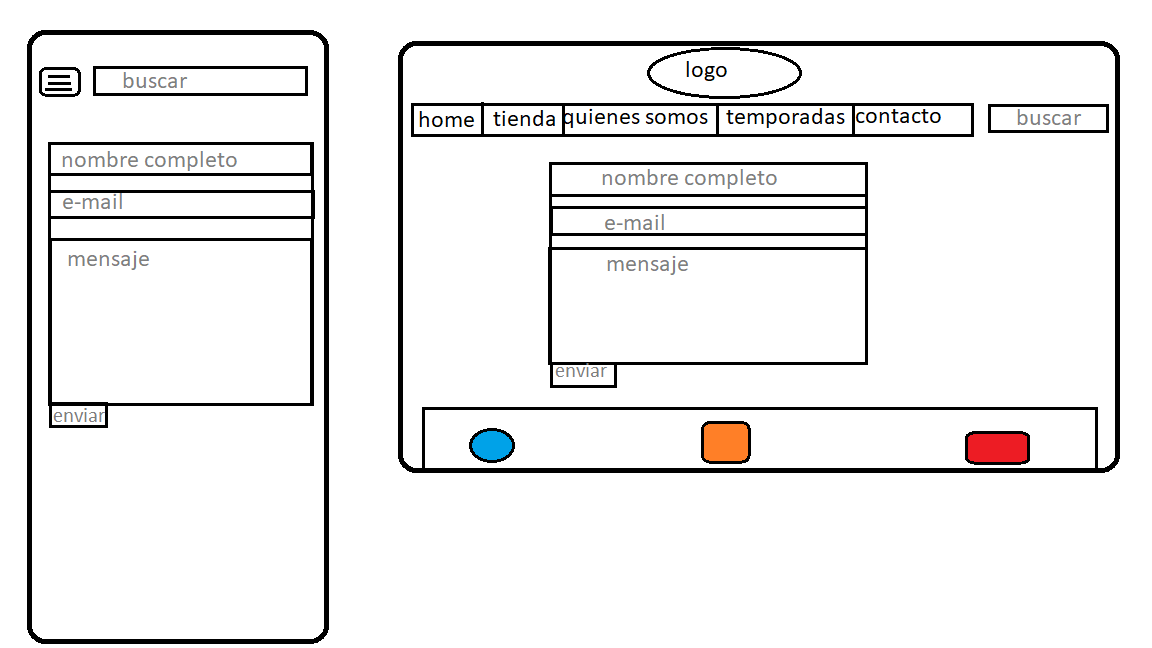 buscar
nombre completo
e-mail
mensaje
enviar
logo
home tienda quienes somos temporadas contacto buscar
nombre completo
e-mail
mensaje
enviar